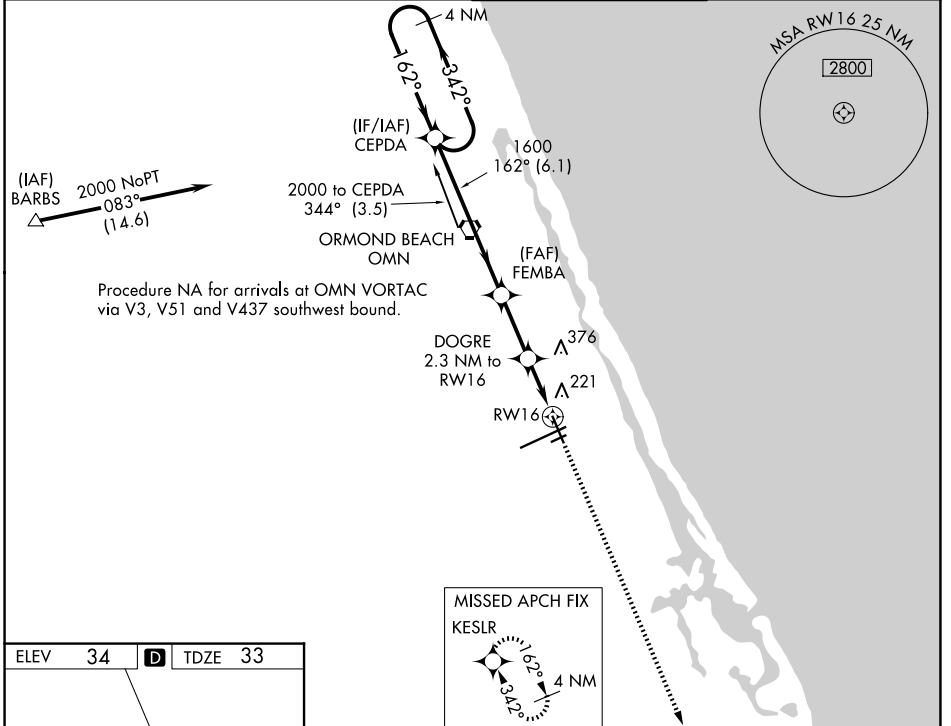 4 NM
162°
342°
MSA RW16 25 NM
2800
(IF/IAF)
CEPDA
1600
162° (6.1)
(IAF)
BARBS
2000 NoPT
083°
(14.6)
2000 to CEPDA
344° (3.5)
ORMOND BEACH
OMN
(FAF)
FEMBA
Procedure NA for arrivals at OMN VORTAC
via V3, V51 and V437 southwest bound.
DOGRE
2.3 NM to
RW16
376
221
RW16
MISSED APCH FIX
KESLR
162°
342°
4 NM
ELEV 34 D TDZE 33